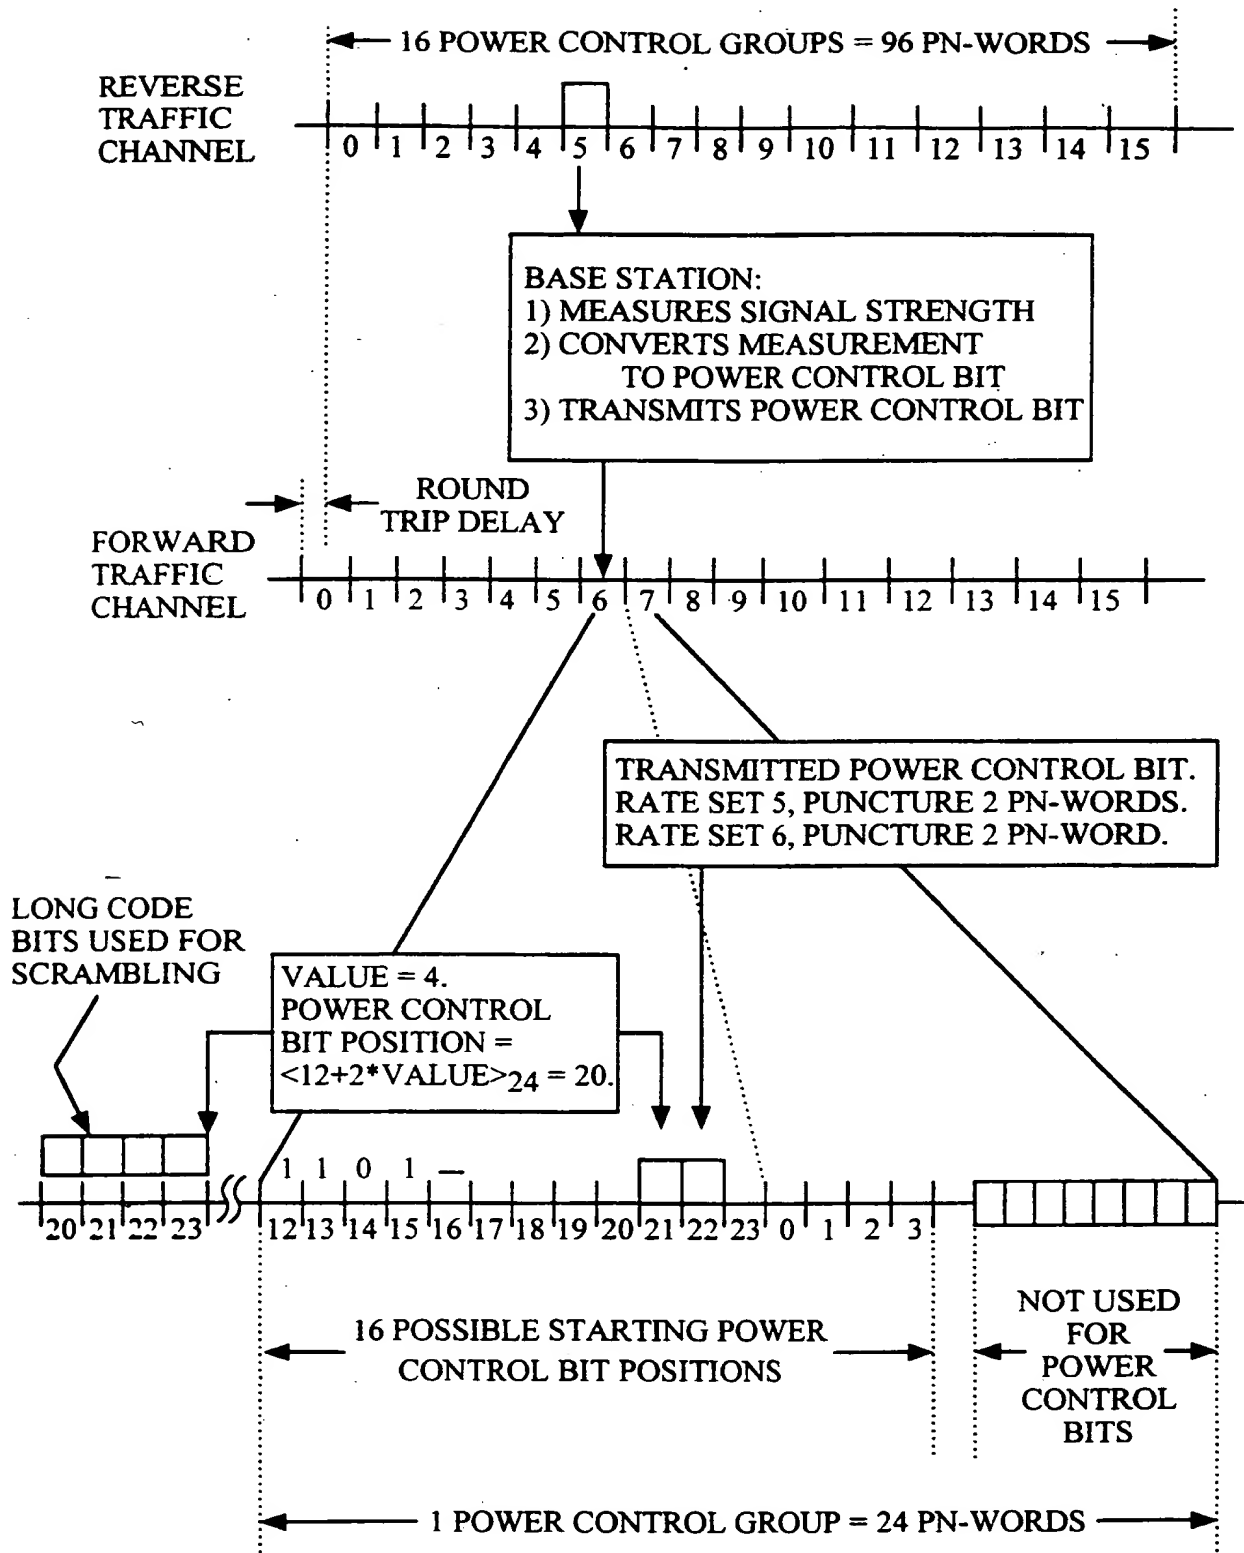 16 POWER CONTROL GROUPS = 96 PN-WORDS
REVERSE
TRAFFIC
CHANNEL
0 1 2 3 4 5 6 7 8 9 10 11 12 13 14 15
BASE STATION:
1) MEASURES SIGNAL STRENGTH
2) CONVERTS MEASUREMENT
TO POWER CONTROL BIT
3) TRANSMITS POWER CONTROL BIT
ROUND
TRIP DELAY
FORWARD
TRAFFIC
CHANNEL
0 1 2 3 4 5 6 7 8 9 10 11 12 13 14 15
TRANSMITTED POWER CONTROL BIT.
RATE SET 5, PUNCTURE 2 PN-WORDS.
RATE SET 6, PUNCTURE 2 PN-WORD.
LONG CODE
BITS USED FOR
SCRAMBLING
VALUE = 4.
POWER CONTROL
BIT POSITION =
<12+2*VALUE>24 = 20.
1 1 0 1 —
20 21 22 23 12 13 14 15 16 17 18 19 20 21 22 23 0 1 2 3
16 POSSIBLE STARTING POWER
CONTROL BIT POSITIONS
NOT USED
FOR
POWER
CONTROL
BITS
1 POWER CONTROL GROUP = 24 PN-WORDS